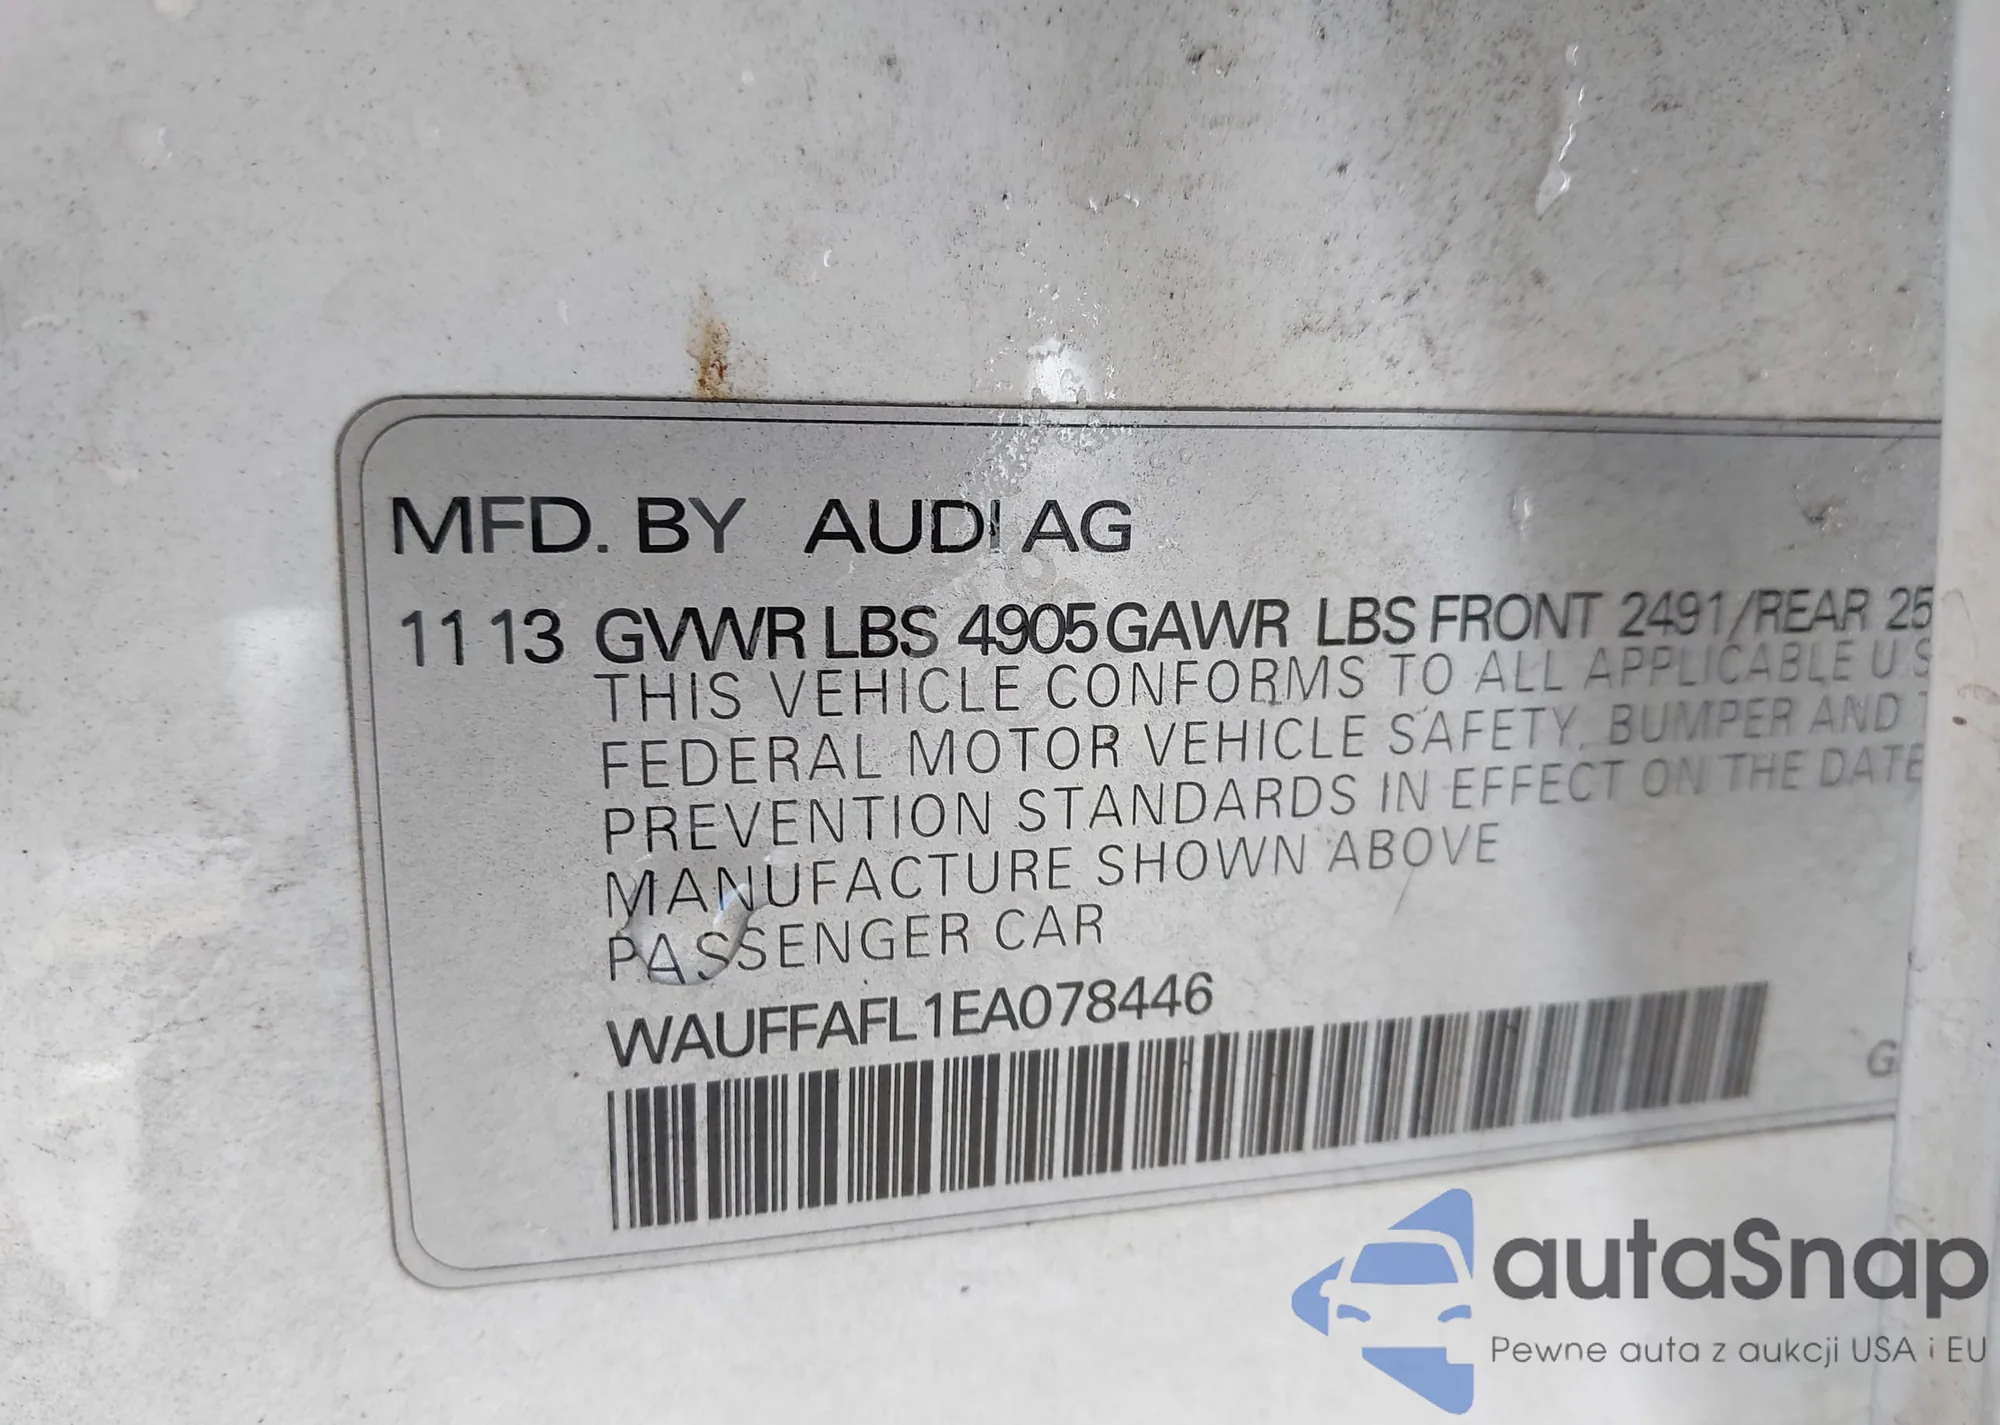 MFD. BY AUDI AG
11 13 GVWR LBS 4905 GAWR LBS FRONT 2491/REAR 25
THIS VEHICLE CONFORMS TO ALL APPLICABLE U S
FEDERAL MOTOR VEHICLE SAFETY, BUMPER AND
PREVENTION STANDARDS IN EFFECT ON THE DATE
MANUFACTURE SHOWN ABOVE
PASSENGER CAR
WAUFFAFL1EA078446
G
autaSnap
Pewne auta z aukcji USA i EU